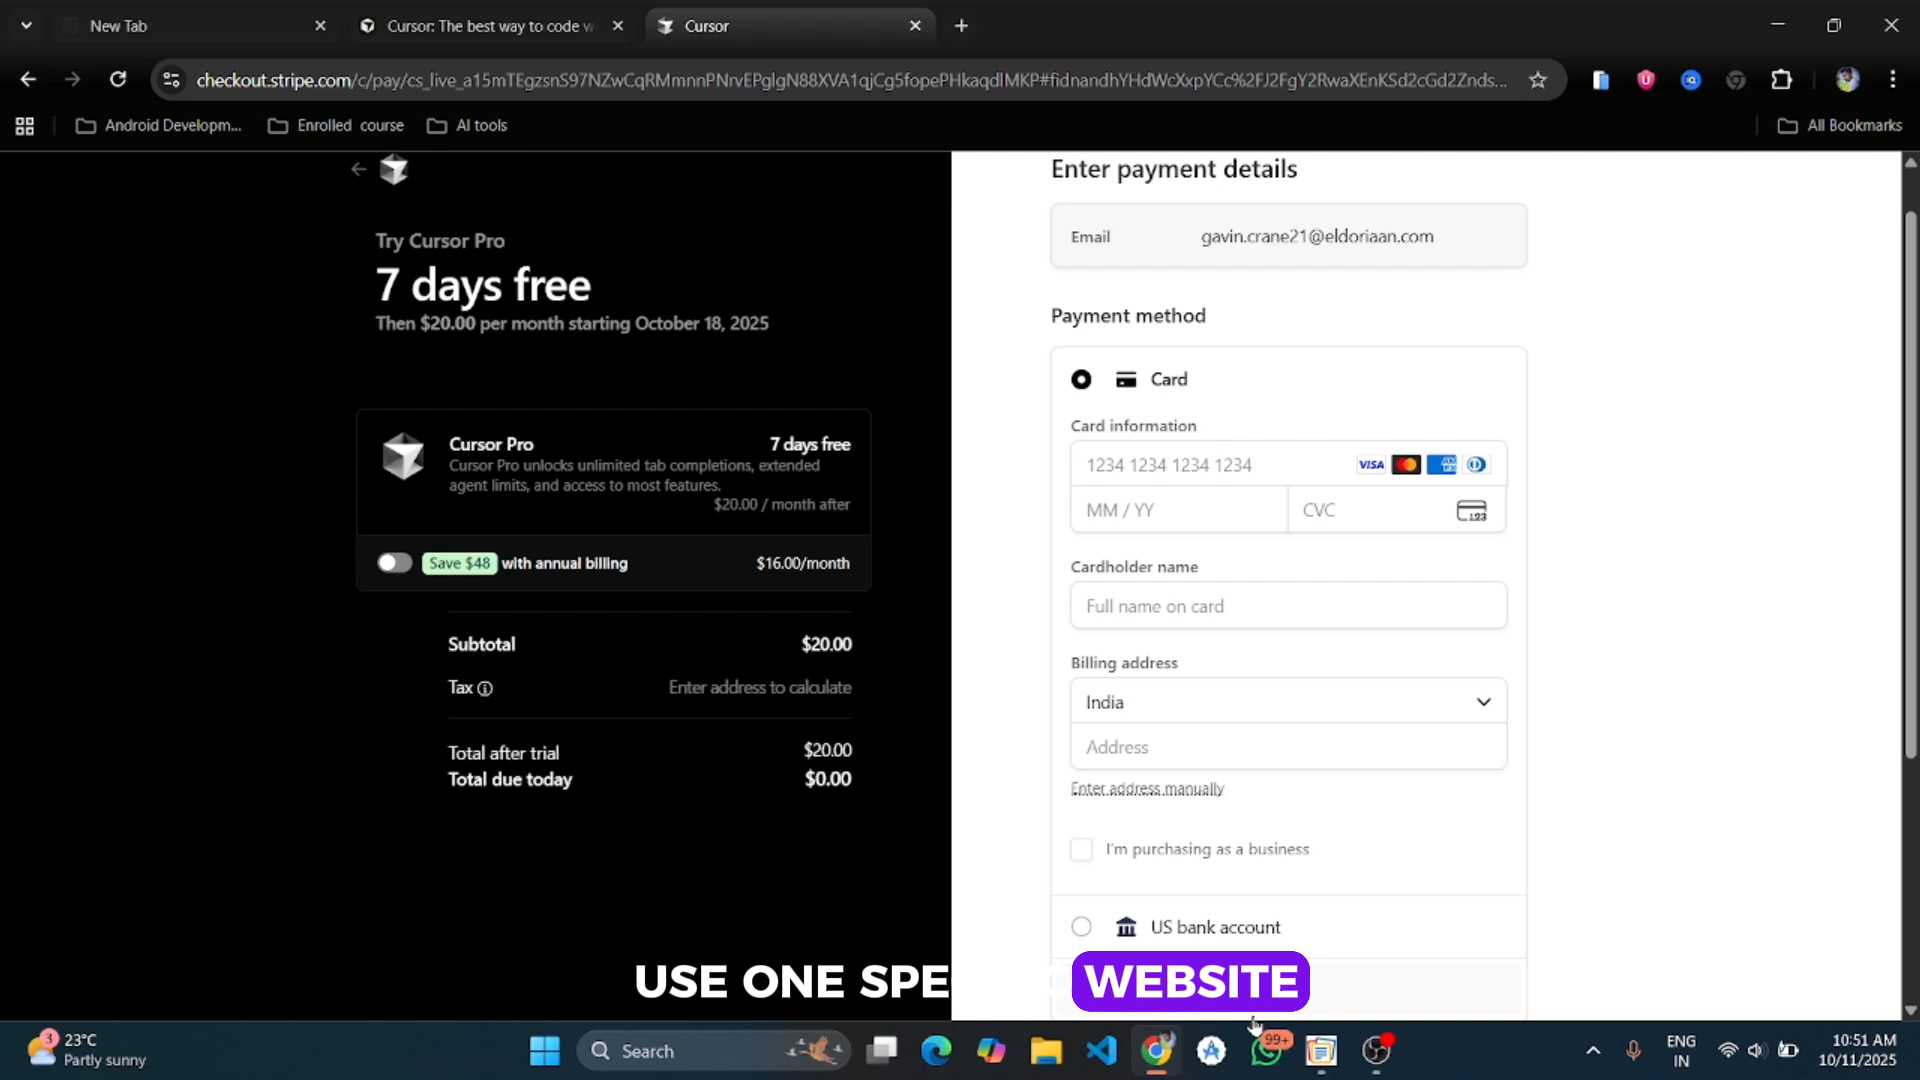 New Tab
Cursor: The best way to code w
Cursor
checkout.stripe.com/c/pay/cs_live_a15mTEgzsnS97NZwCqRMmnnPNrvEPglgN88XVA1qjCg5fopePHkaqdlMKP#fidnandhYHdWcXxpYCc%2FJ2FgY2RwaXEnKSd2cGd2Znds...
Android Developm...
Enrolled course
AI tools
All Bookmarks
Try Cursor Pro
7 days free
Then $20.00 per month starting October 18, 2025
Cursor Pro
7 days free
Cursor Pro unlocks unlimited tab completions, extended
agent limits, and access to most features.
$20.00 / month after
Save $48 with annual billing
$16.00/month
Subtotal
$20.00
Tax
Enter address to calculate
Total after trial
$20.00
Total due today
$0.00
Enter payment details
Email
gavin.crane21@eldoriaan.com
Payment method
Card
Card information
1234 1234 1234 1234
VISA
MM / YY
CVC
Cardholder name
Full name on card
Billing address
India
Address
Enter address manually
I'm purchasing as a business
US bank account
USE ONE SPE WEBSITE
3
23°C
Partly sunny
Search
99+
ENG
IN
10:51 AM
10/11/2025